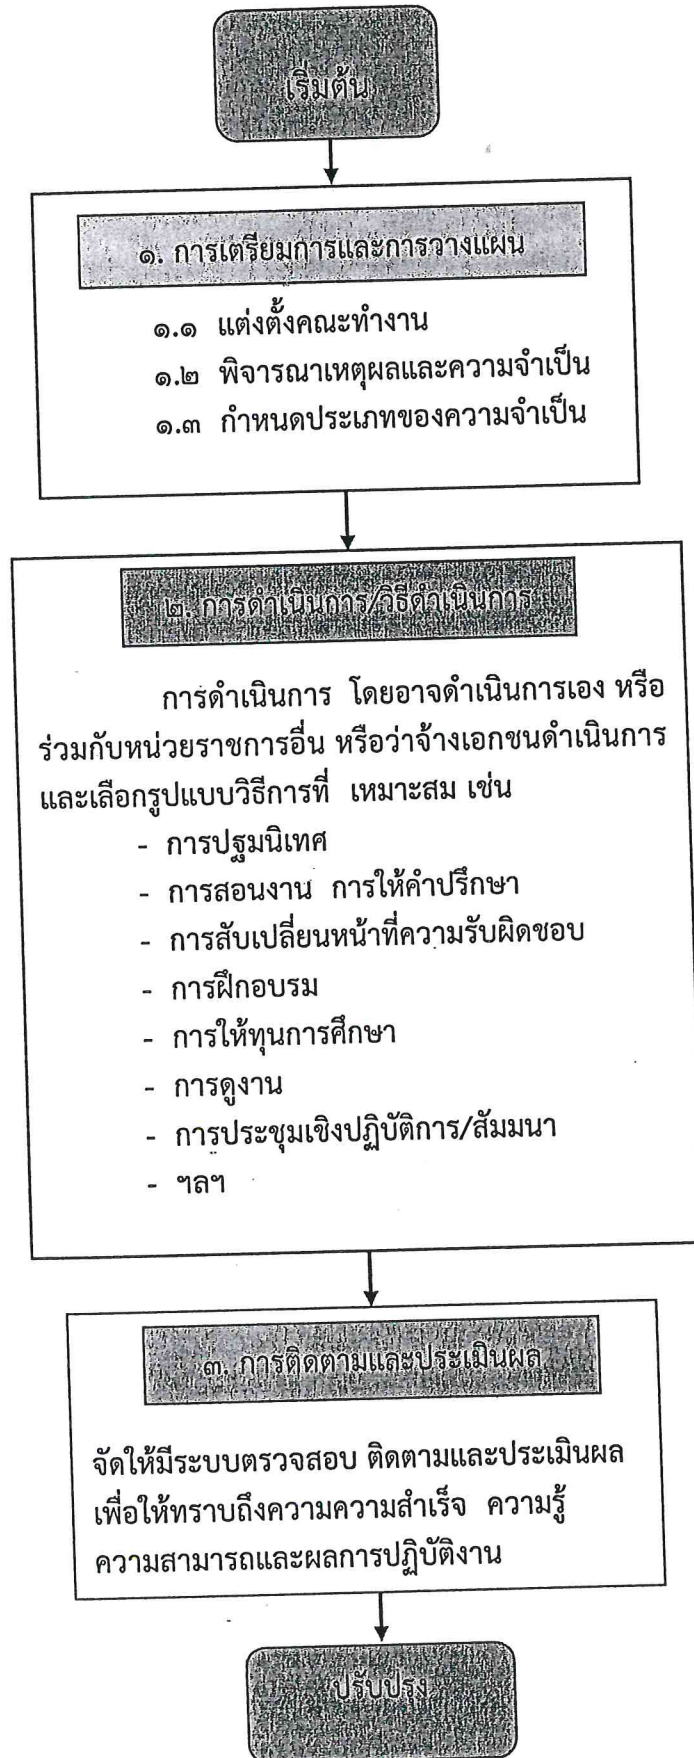 เริ่มต้น
๑. การเตรียมการและการวางแผน
๑.๑ แต่งตั้งคณะทำงาน
๑.๒ พิจารณาเหตุผลและความจำเป็น
๑.๓ กำหนดประเภทของความจำเป็น
๒. การดำเนินการ/วิธีดำเนินการ
การดำเนินการ โดยอาจดำเนินการเอง หรือ
ร่วมกับหน่วยราชการอื่น หรือว่าจ้างเอกชนดำเนินการ
และเลือกรูปแบบวิธีการที่ เหมาะสม เช่น
- การปฐมนิเทศ
- การสอนงาน การให้คำปรึกษา
- การสับเปลี่ยนหน้าที่ความรับผิดชอบ
- การฝึกอบรม
- การให้ทุนการศึกษา
- การดูงาน
- การประชุมเชิงปฏิบัติการ/สัมมนา
- ฯลฯ
๓. การติดตามและประเมินผล
จัดให้มีระบบตรวจสอบ ติดตามและประเมินผล
เพื่อให้ทราบถึงความความสำเร็จ ความรู้
ความสามารถและผลการปฏิบัติงาน
ปรับปรุง